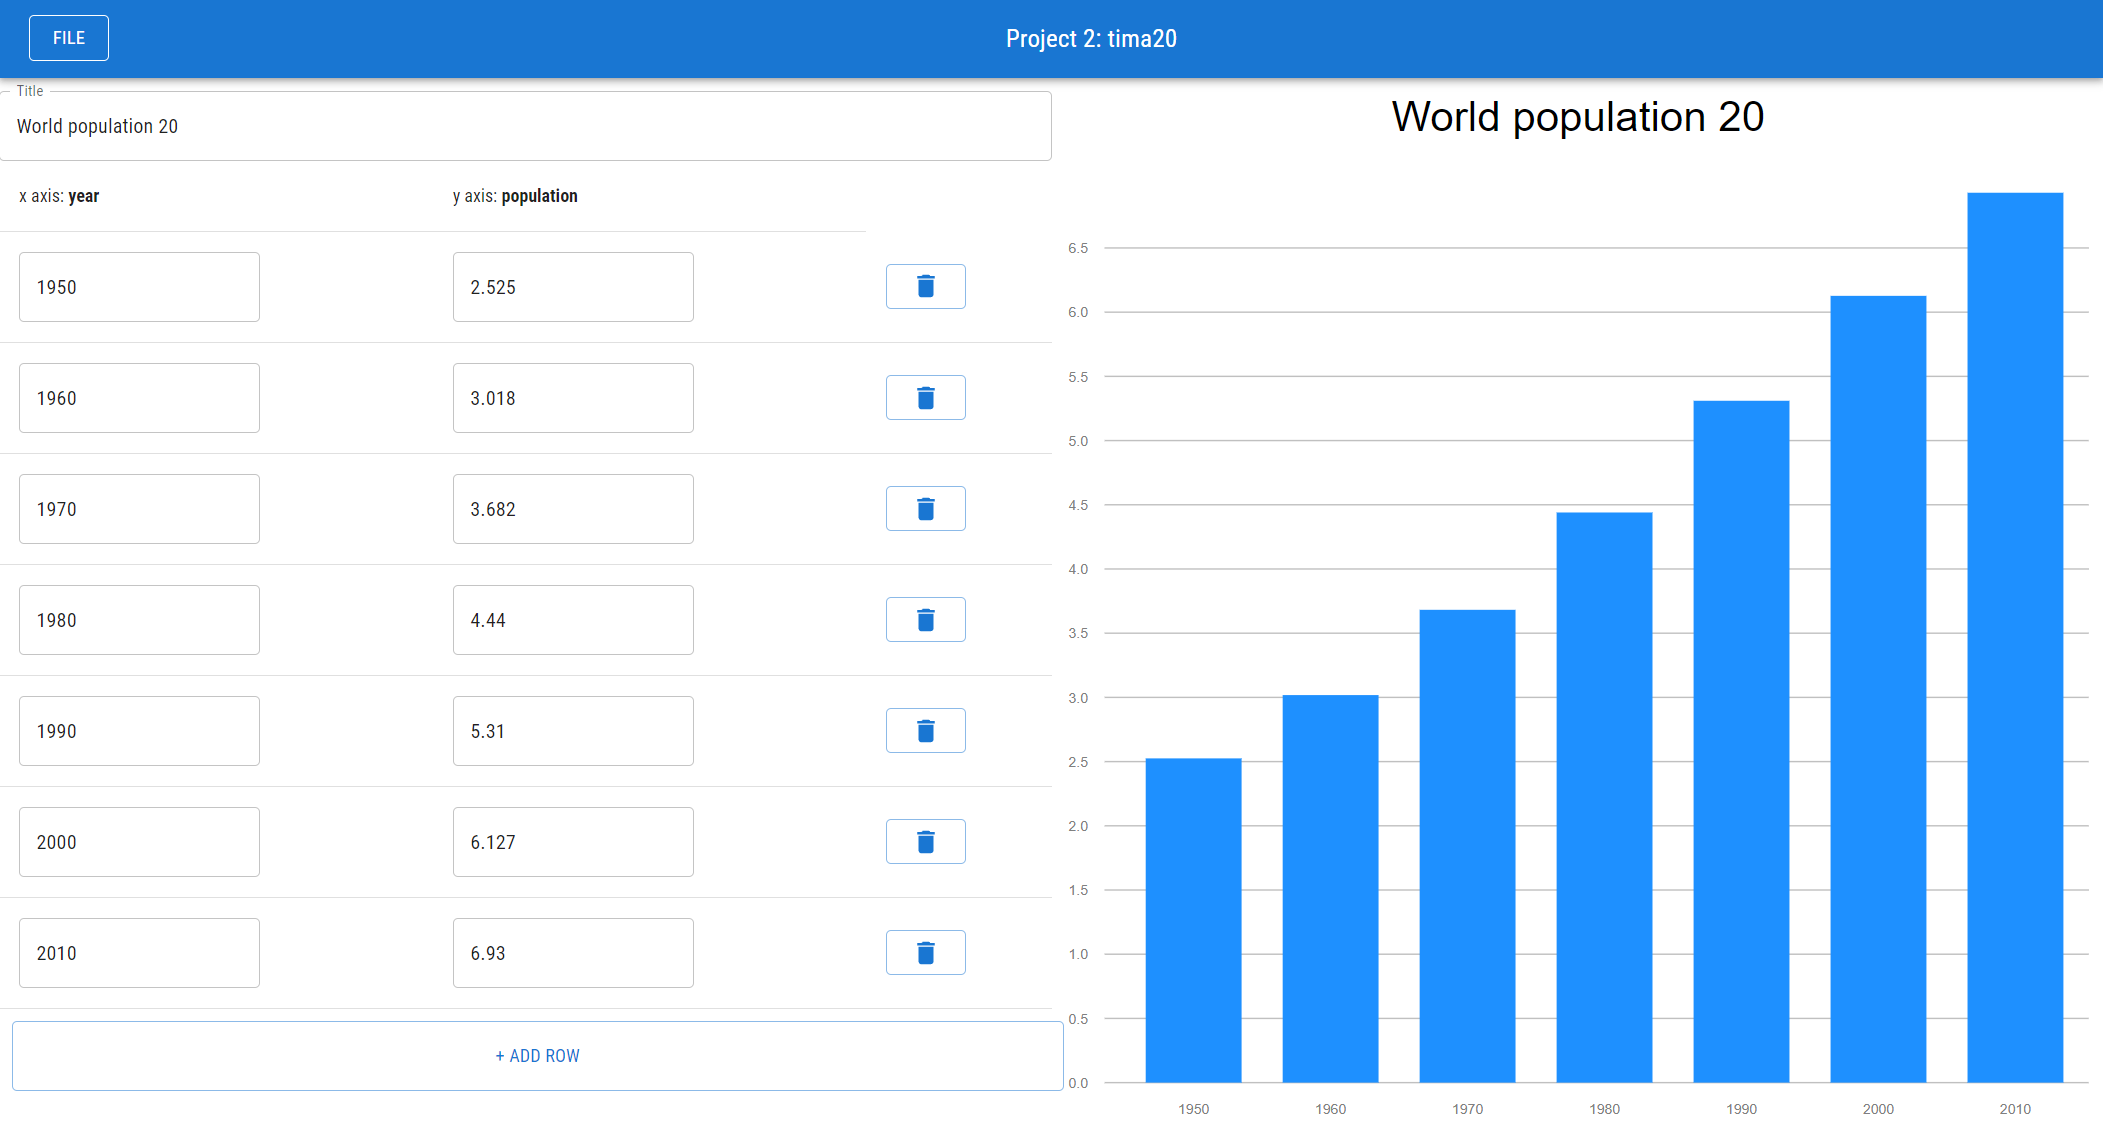 FILE
Project 2: tima20
Title
World population 20
x axis: year y axis: population
1950 2.525
1960 3.018
1970 3.682
1980 4.44
1990 5.31
2000 6.127
2010 6.93
+ ADD ROW
World population 20
6.5
6.0
5.5
5.0
4.5
4.0
3.5
3.0
2.5
2.0
1.5
1.0
0.5
0.0
1950 1960 1970 1980 1990 2000 2010